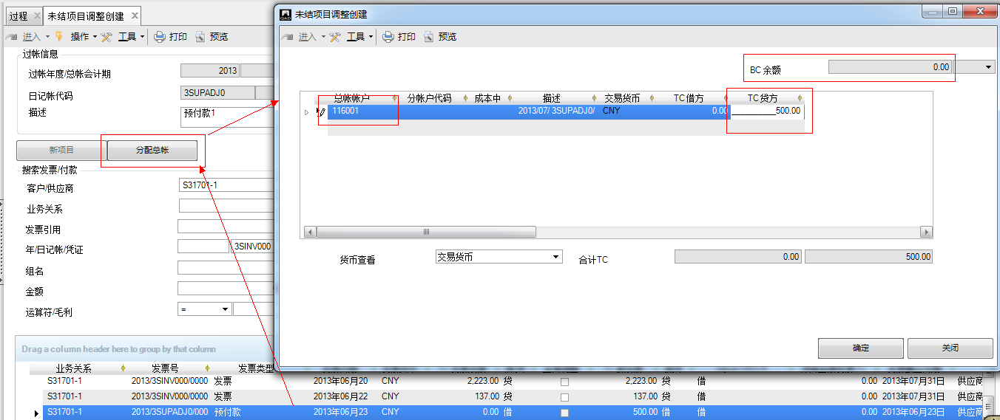 过程 未结项目调整创建
进入 操作 工具 打印 预览
过帐信息
过帐年度/总帐会计期 2013
日记帐代码 3SUPADJ0
描述 预付款1
新项目 分配总帐
搜索发票/付款
客户/供应商 S31701-1
业务关系
发票引用
年/日记帐/凭证 3SINV000
组名
金额
运算符/毛利 =
QAD 未结项目调整创建
进入 工具 打印 预览
BC 余额 0.00
总帐帐户 分帐户代码 成本中 描述 交易货币 TC借方 TC贷方
116001 2013/07/ 3SUPADJ0/ CNY 0.00 500.00
货币查看 交易货币 合计TC 0.00 500.00
确定 关闭
Drag a column header here to group by that column
业务关系 发票号 发票类型
S31701-1 2013/3SINV000/0000 发票 2013年06月20 CNY 2,223.00 贷 2,223.00 贷 借 0.00 2013年07月31日 供应商
S31701-1 2013/3SINV000/0000 发票 2013年06月22 CNY 137.00 贷 137.00 贷 借 0.00 2013年07月31日 供应商
S31701-1 2013/3SUPADJ0/000 预付款 2013年06月23 CNY 0.00 借 500.00 借 借 0.00 2013年06月23日 供应商